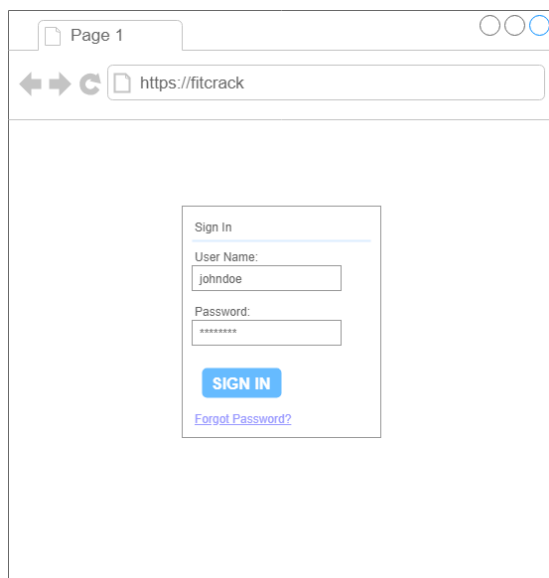 Page 1
https://fitcrack
Sign In
User Name:
johndoe
Password:
********
SIGN IN
Forgot Password?